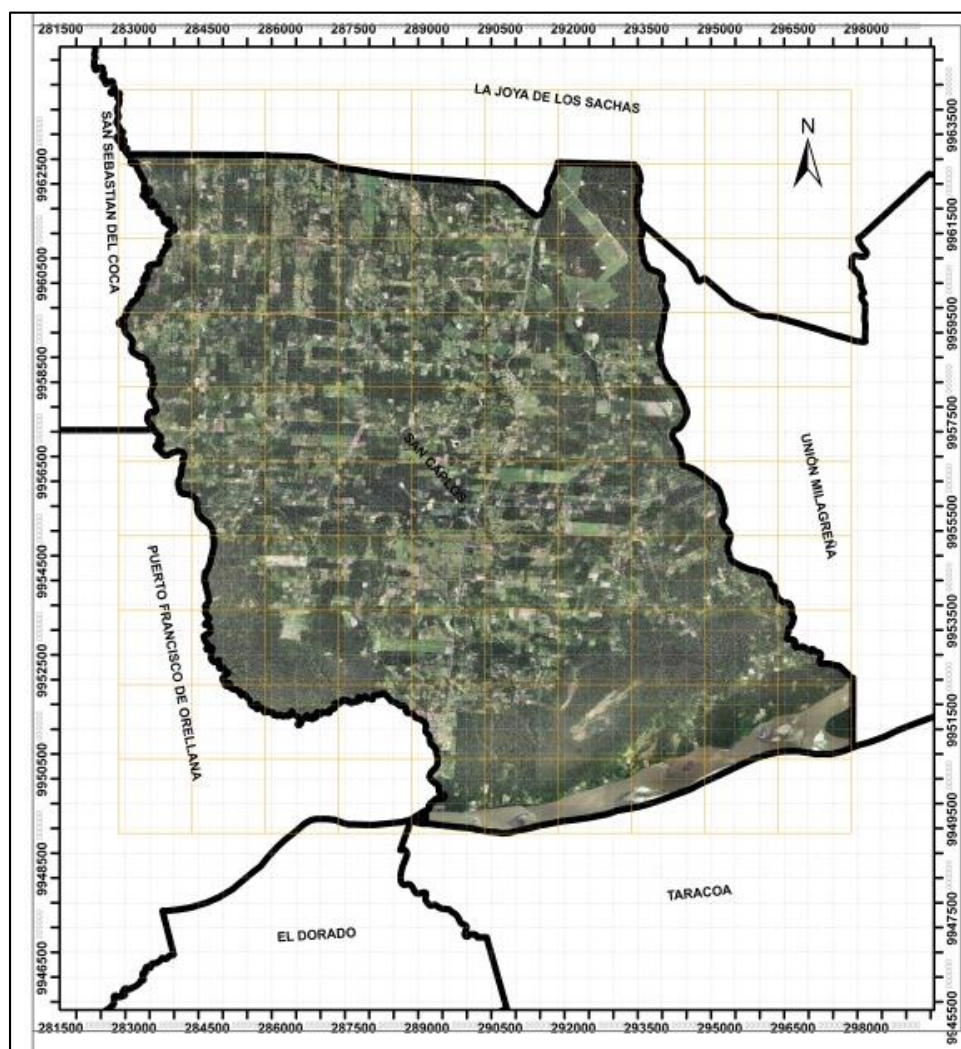 281500 283000 284500 286000 287500 289000 290500 292000 293500 295000 296500 298000
LA JOYA DE LOS SACHAS
N
SAN SEBASTIAN DEL COCA
SAN CARLOS
UNIÓN MILAGREÑA
PUERTO FRANCISCO DE ORELLANA
TARACOA
EL DORADO
9962500
9960500
9958500
9956500
9954500
9952500
9950500
9948500
9946500
9963500
9961500
9959500
9957500
9955500
9953500
9951500
9949500
9947500
9945500
281500 283000 284500 286000 287500 289000 290500 292000 293500 295000 296500 298000